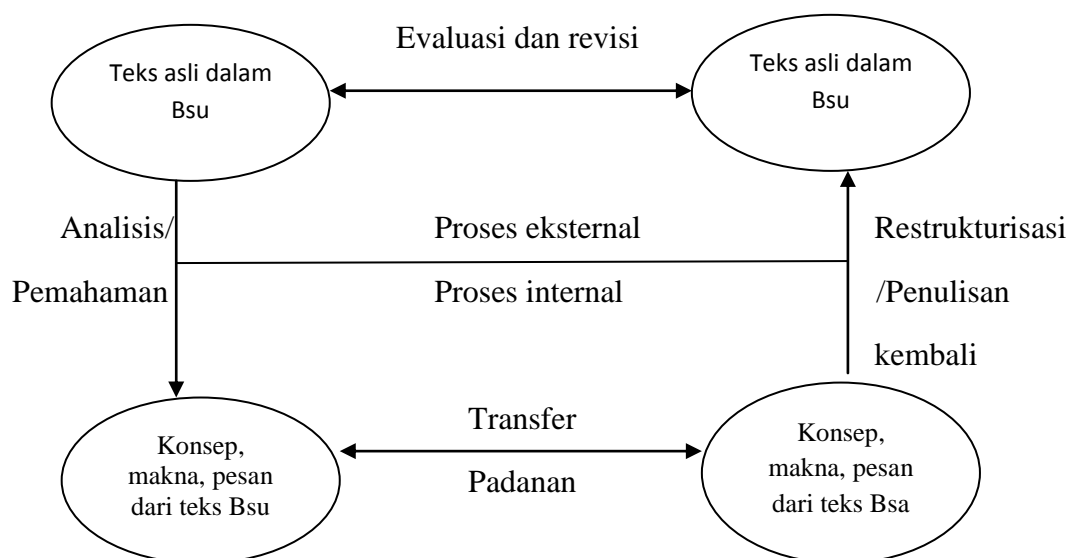 Evaluasi dan revisi
Teks asli dalam
Bsu
Teks asli dalam
Bsu
Analisis/
Pemahaman
Proses eksternal
Proses internal
Restrukturisasi
/Penulisan
kembali
Konsep,
makna, pesan
dari teks Bsu
Transfer
Padanan
Konsep,
makna, pesan
dari teks Bsa